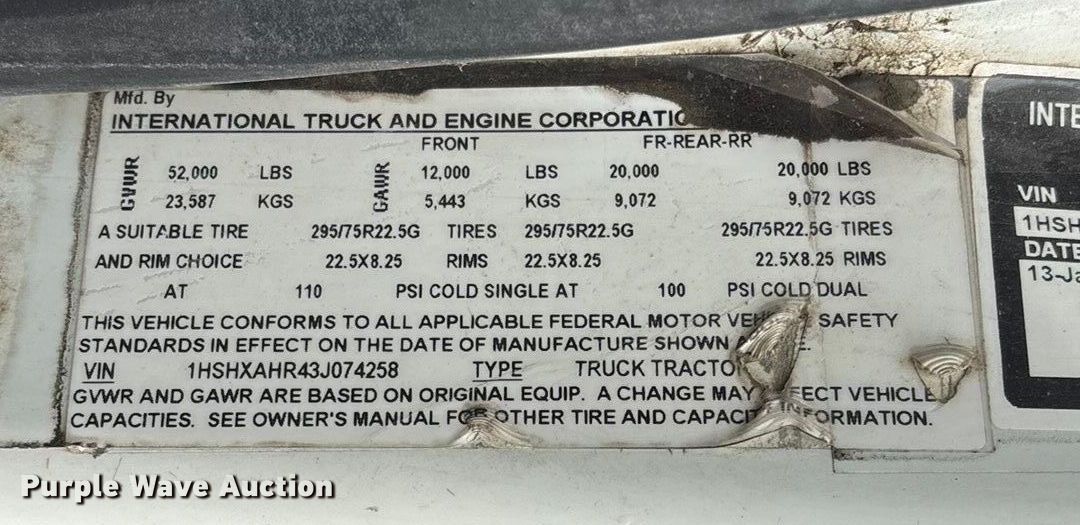 Mfd. By
INTERNATIONAL TRUCK AND ENGINE CORPORATIO
FRONT FR-REAR-RR
GVWR 52,000 LBS GAWR 12,000 LBS 20,000 20,000 LBS
23,587 KGS 5,443 KGS 9,072 9,072 KGS
A SUITABLE TIRE 295/75R22.5G TIRES 295/75R22.5G 295/75R22.5G TIRES
AND RIM CHOICE 22.5X8.25 RIMS 22.5X8.25 22.5X8.25 RIMS
AT 110 PSI COLD SINGLE AT 100 PSI COLD DUAL
THIS VEHICLE CONFORMS TO ALL APPLICABLE FEDERAL MOTOR VEH E SAFETY
STANDARDS IN EFFECT ON THE DATE OF MANUFACTURE SHOWN A E.
VIN 1HSHXAHR43J074258 TYPE TRUCK TRACTO
GVWR AND GAWR ARE BASED ON ORIGINAL EQUIP. A CHANGE MAY FECT VEHICLE
CAPACITIES. SEE OWNER'S MANUAL FOR OTHER TIRE AND CAPACIT INFORMATION.
INTE
VIN
1HSH
DATE
13-Ja
Purple Wave Auction